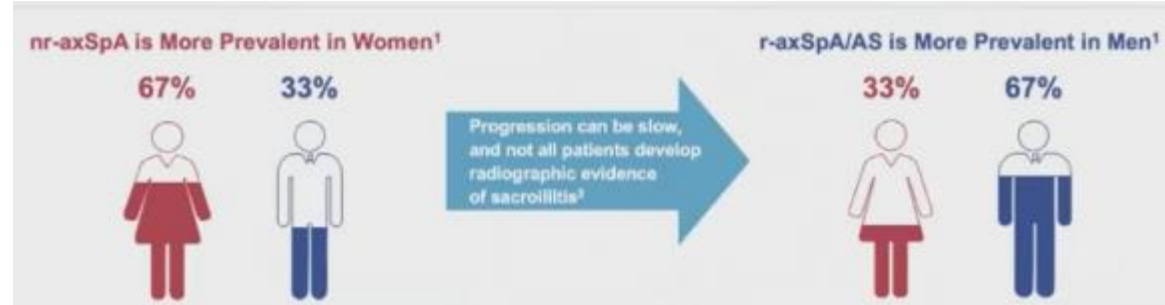 nr-axSpA is More Prevalent in Women¹
67% 33%
Progression can be slow,
and not all patients develop
radiographic evidence
of sacroiliitis²
r-axSpA/AS is More Prevalent in Men¹
33% 67%